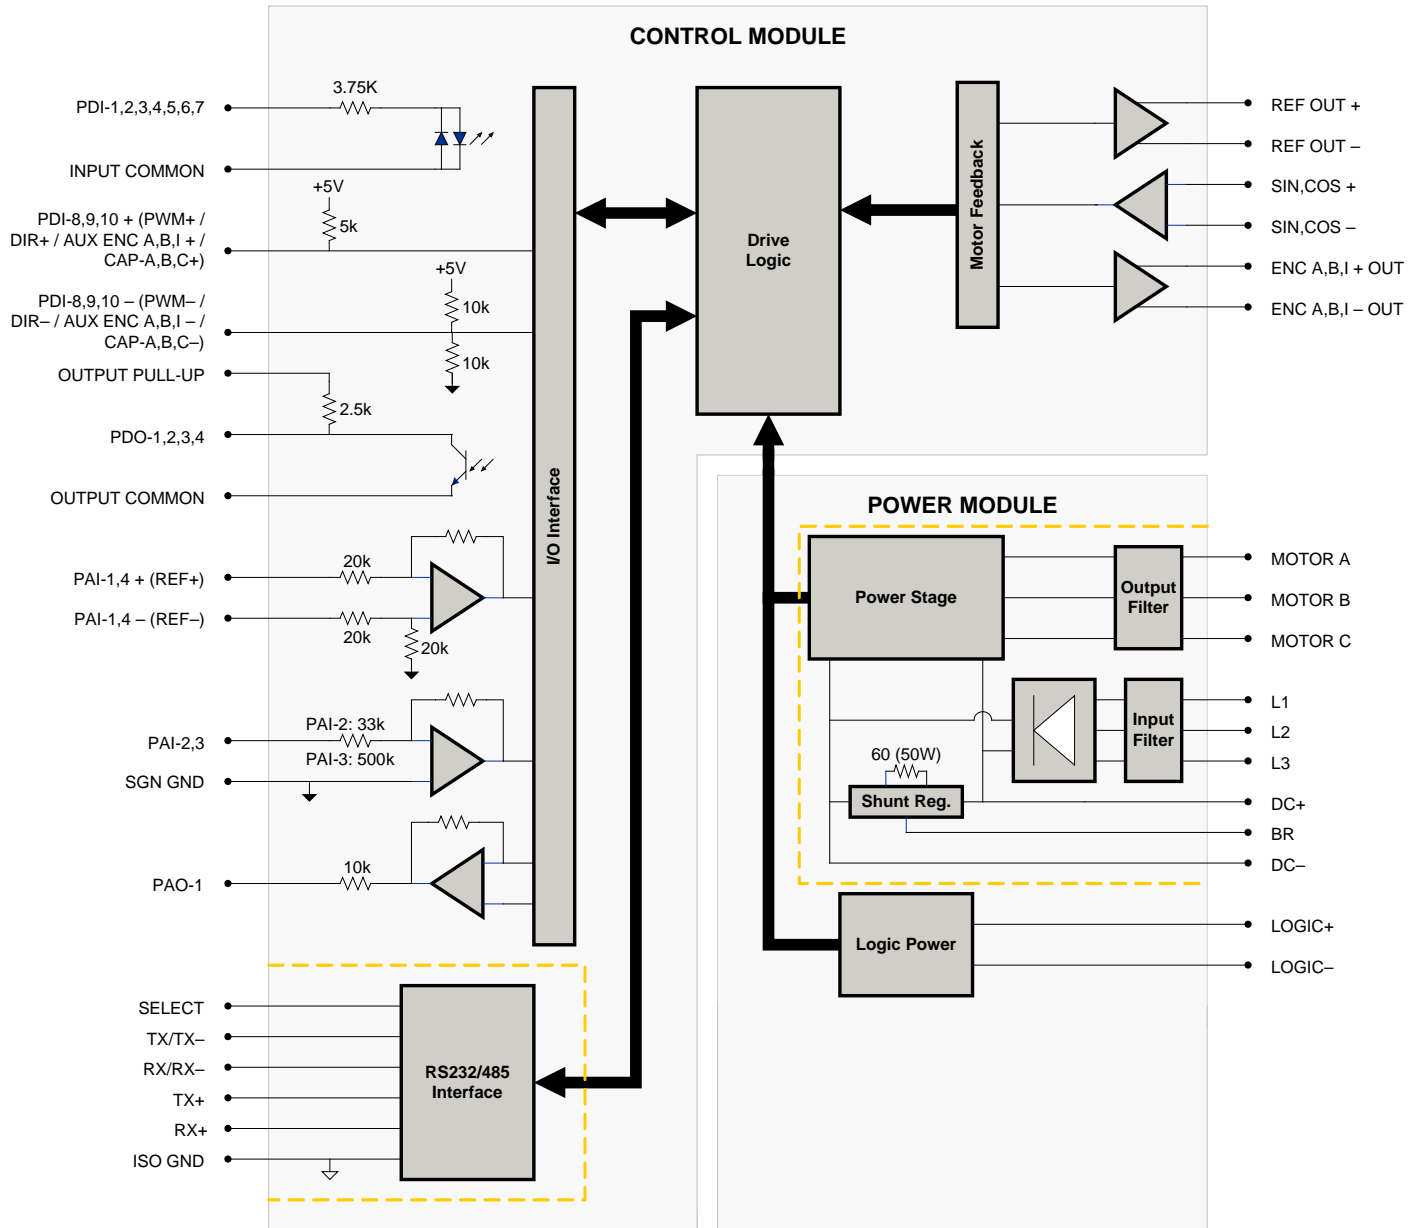 CONTROL MODULE
PDI-1,2,3,4,5,6,7
3.75K
INPUT COMMON
+5V
5k
PDI-8,9,10 + (PWM+ /
DIR+ / AUX ENC A,B,I + /
CAP-A,B,C+)
+5V
10k
10k
PDI-8,9,10 – (PWM– /
DIR– / AUX ENC A,B,I – /
CAP-A,B,C–)
OUTPUT PULL-UP
2.5k
PDO-1,2,3,4
OUTPUT COMMON
PAI-1,4 + (REF+)
20k
PAI-1,4 – (REF–)
20k
20k
PAI-2,3
PAI-2: 33k
PAI-3: 500k
SGN GND
PAO-1
10k
I/O Interface
SELECT
TX/TX–
RX/RX–
TX+
RX+
ISO GND
RS232/485
Interface
Drive
Logic
Motor Feedback
REF OUT +
REF OUT –
SIN,COS +
SIN,COS –
ENC A,B,I + OUT
ENC A,B,I – OUT
POWER MODULE
Power Stage
Output
Filter
MOTOR A
MOTOR B
MOTOR C
Input
Filter
L1
L2
L3
60 (50W)
Shunt Reg.
DC+
BR
DC–
Logic Power
LOGIC+
LOGIC–